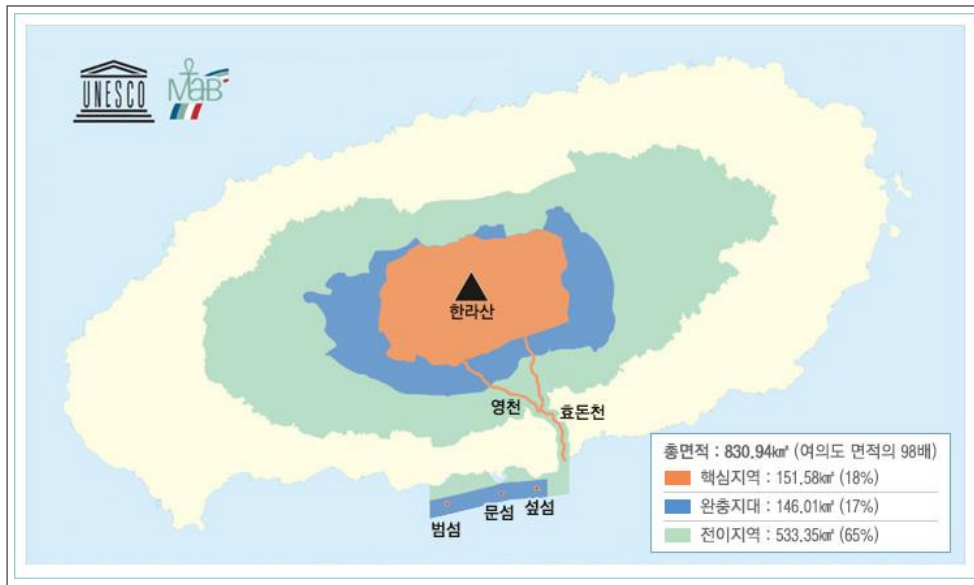 UNESCO
MaB
한라산
영천
효돈천
범섬
문섬
섶섬
총면적 : 830.94㎢ (여의도 면적의 98배)
핵심지역 : 151.58㎢ (18%)
완충지대 : 146.01㎢ (17%)
전이지역 : 533.35㎢ (65%)